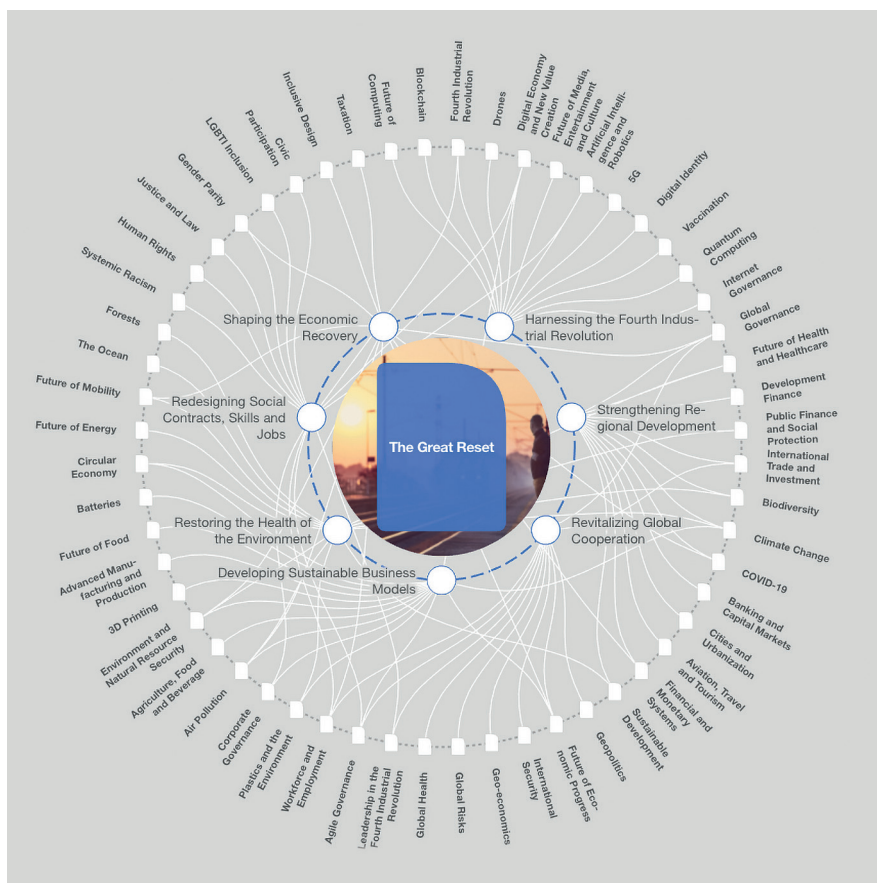 The Great Reset
Shaping the Economic
Recovery
Harnessing the Fourth Indus-
trial Revolution
Redesigning Social
Contracts, Skills and
Jobs
Strengthening Re-
gional Development
Restoring the Health of
the Environment
Revitalizing Global
Cooperation
Developing Sustainable Business
Models
Fourth Industrial
Revolution
Drones
Digital Economy
and New Value
Creation
Future of Media,
Entertainment
and Culture
Artificial Intelli-
gence and
Robotics
5G
Digital Identity
Vaccination
Quantum
Computing
Internet
Governance
Global
Governance
Future of Health
and Healthcare
Development
Finance
Public Finance
and Social
Protection
International
Trade and
Investment
Biodiversity
Climate Change
COVID-19
Banking and
Capital Markets
Cities and
Urbanization
Aviation, Travel
and Tourism
Financial and
Monetary
Systems
Sustainable
Development
Geopolitics
Future of Eco-
nomic Progress
International
Security
Geo-economics
Global Risks
Global Health
Leadership in the
Fourth Industrial
Revolution
Agile Governance
Workforce and
Employment
Plastics and the
Environment
Corporate
Governance
Air Pollution
Agriculture, Food
and Beverage
Environment and
Natural Resource
Security
3D Printing
Advanced Manu-
facturing and
Production
Future of Food
Batteries
Circular
Economy
Future of Energy
Future of Mobility
The Ocean
Forests
Systemic Racism
Human Rights
Justice and Law
Gender Parity
LGBTI Inclusion
Civic
Participation
Inclusive Design
Taxation
Future of
Computing
Blockchain